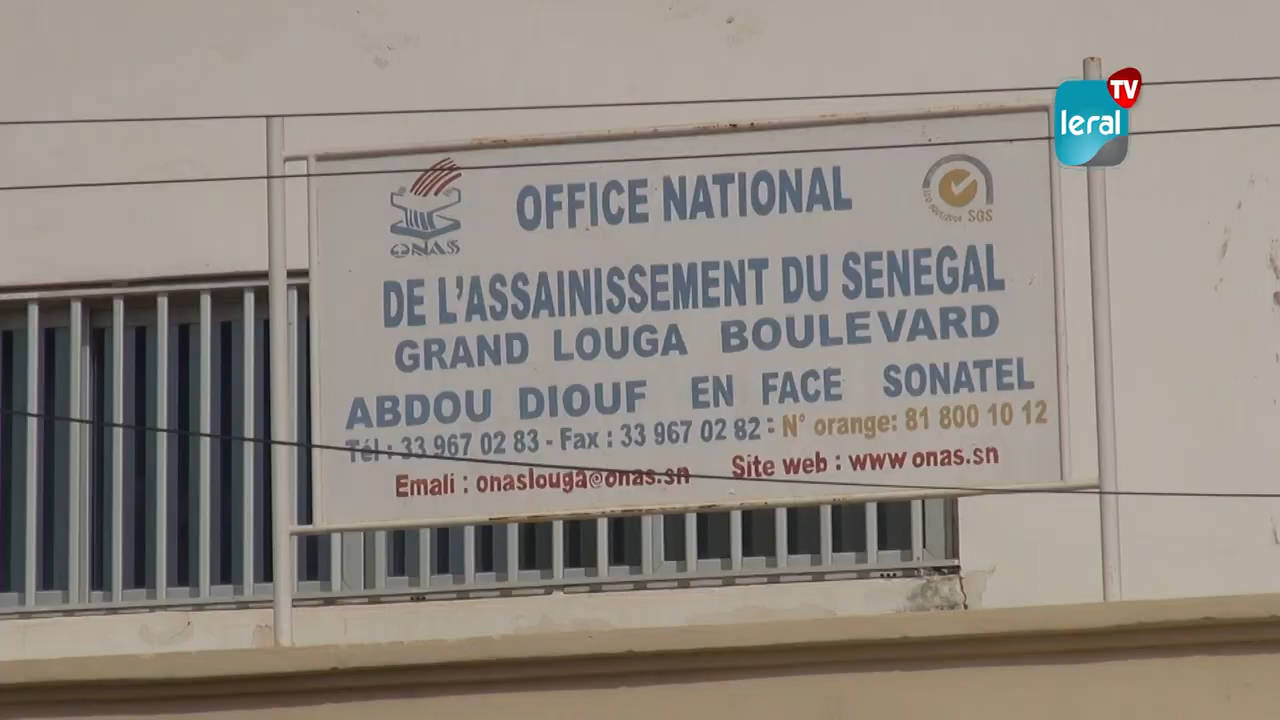 TV
leral
ONAS
OFFICE NATIONAL
SGS
DE L'ASSAINISSEMENT DU SENEGAL
GRAND LOUGA BOULEVARD
ABDOU DIOUF EN FACE SONATEL
Tél : 33 967 02 83 - Fax : 33 967 02 82 : N° orange: 81 800 10 12
Emali : onaslouga@onas.sn Site web : www onas.sn